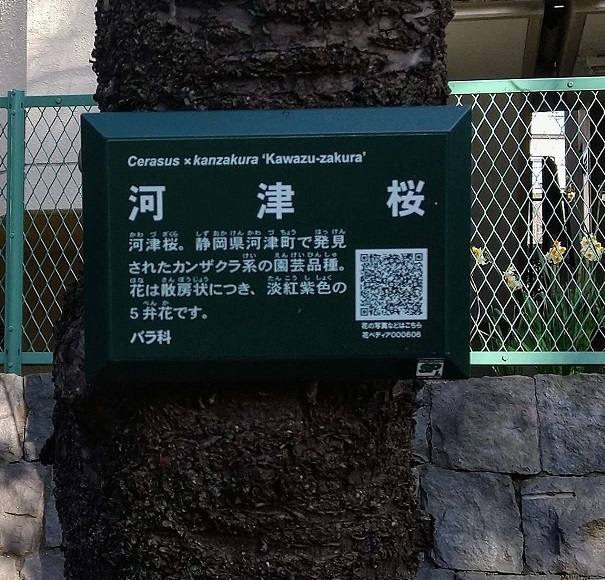 Cerasus × kanzakura 'Kawazu-zakura'
河津桜
河津桜。静岡県河津町で発見
されたカンザクラ系の園芸品種。
花は散房状につき、淡紅紫色の
5弁花です。
バラ科
花の写真などはこちら
花ペディア000606